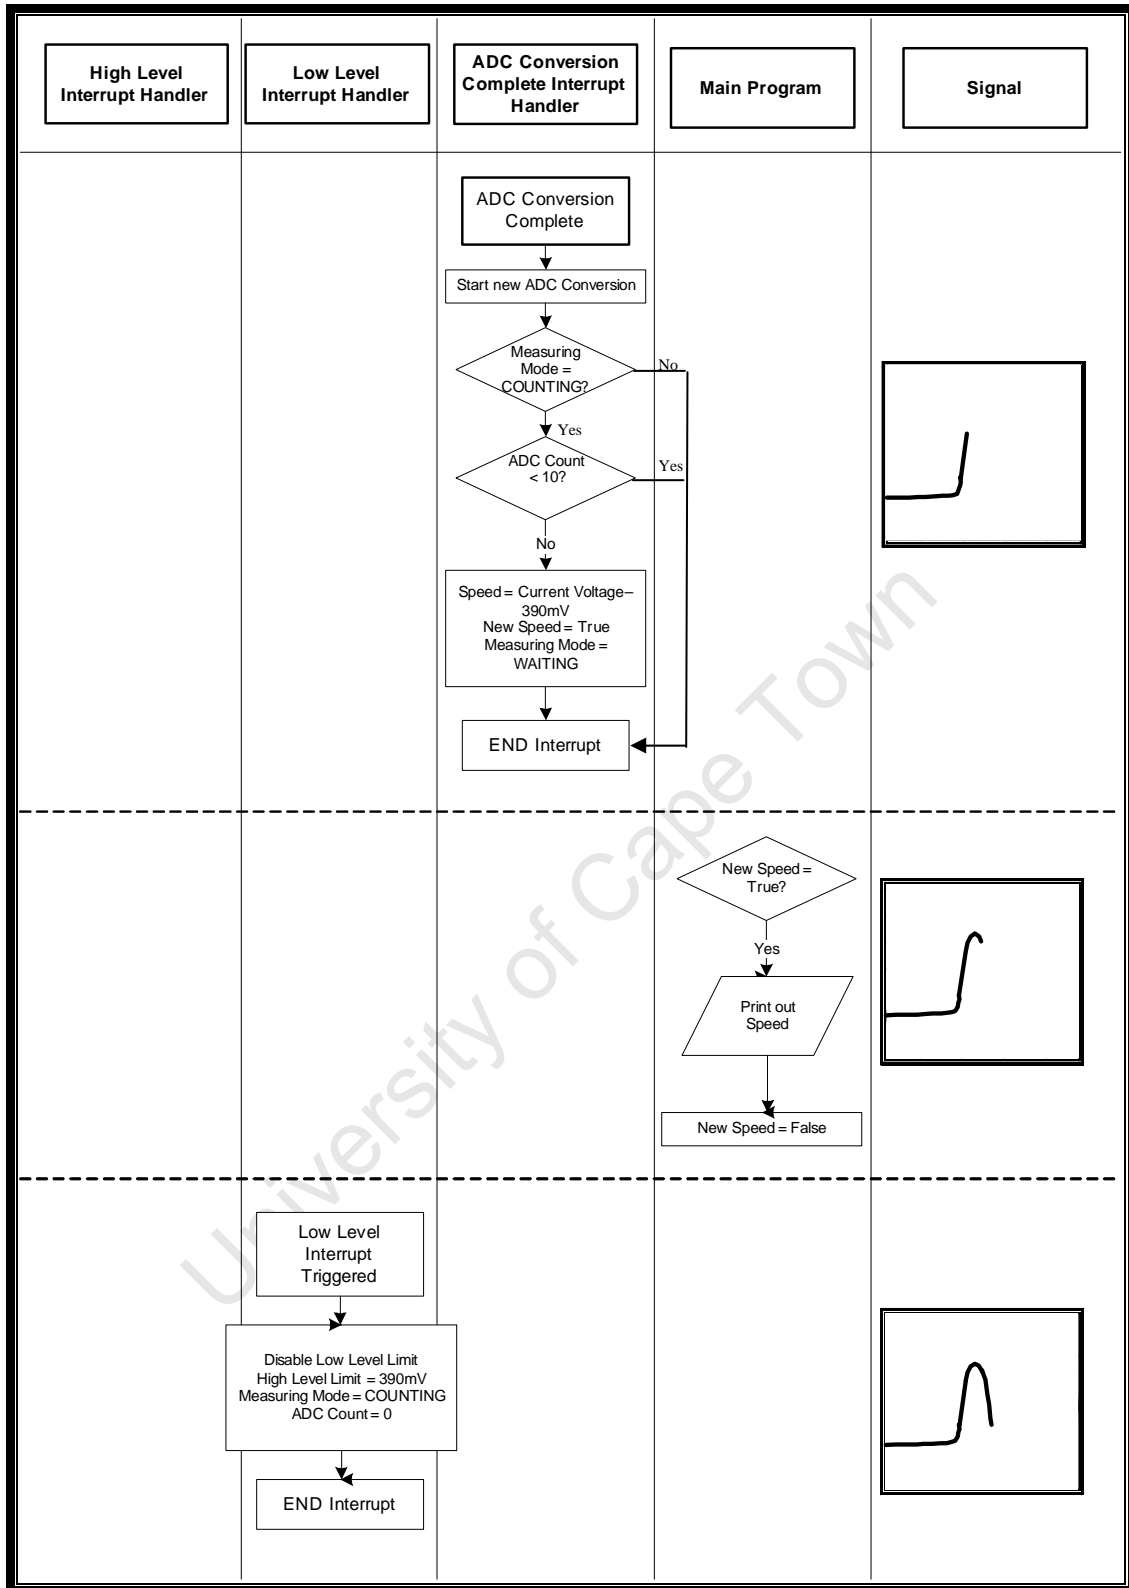 High Level
Interrupt Handler
Low Level
Interrupt Handler
ADC Conversion
Complete Interrupt
Handler
Main Program
Signal
ADC Conversion
Complete
Start new ADC Conversion
Measuring
Mode =
COUNTING?
No
Yes
ADC Count
< 10?
Yes
No
Speed = Current Voltage–
390mV
New Speed = True
Measuring Mode =
WAITING
END Interrupt
New Speed =
True?
Yes
Print out
Speed
New Speed = False
Low Level
Interrupt
Triggered
Disable Low Level Limit
High Level Limit = 390mV
Measuring Mode = COUNTING
ADC Count = 0
END Interrupt
University of Cape Town